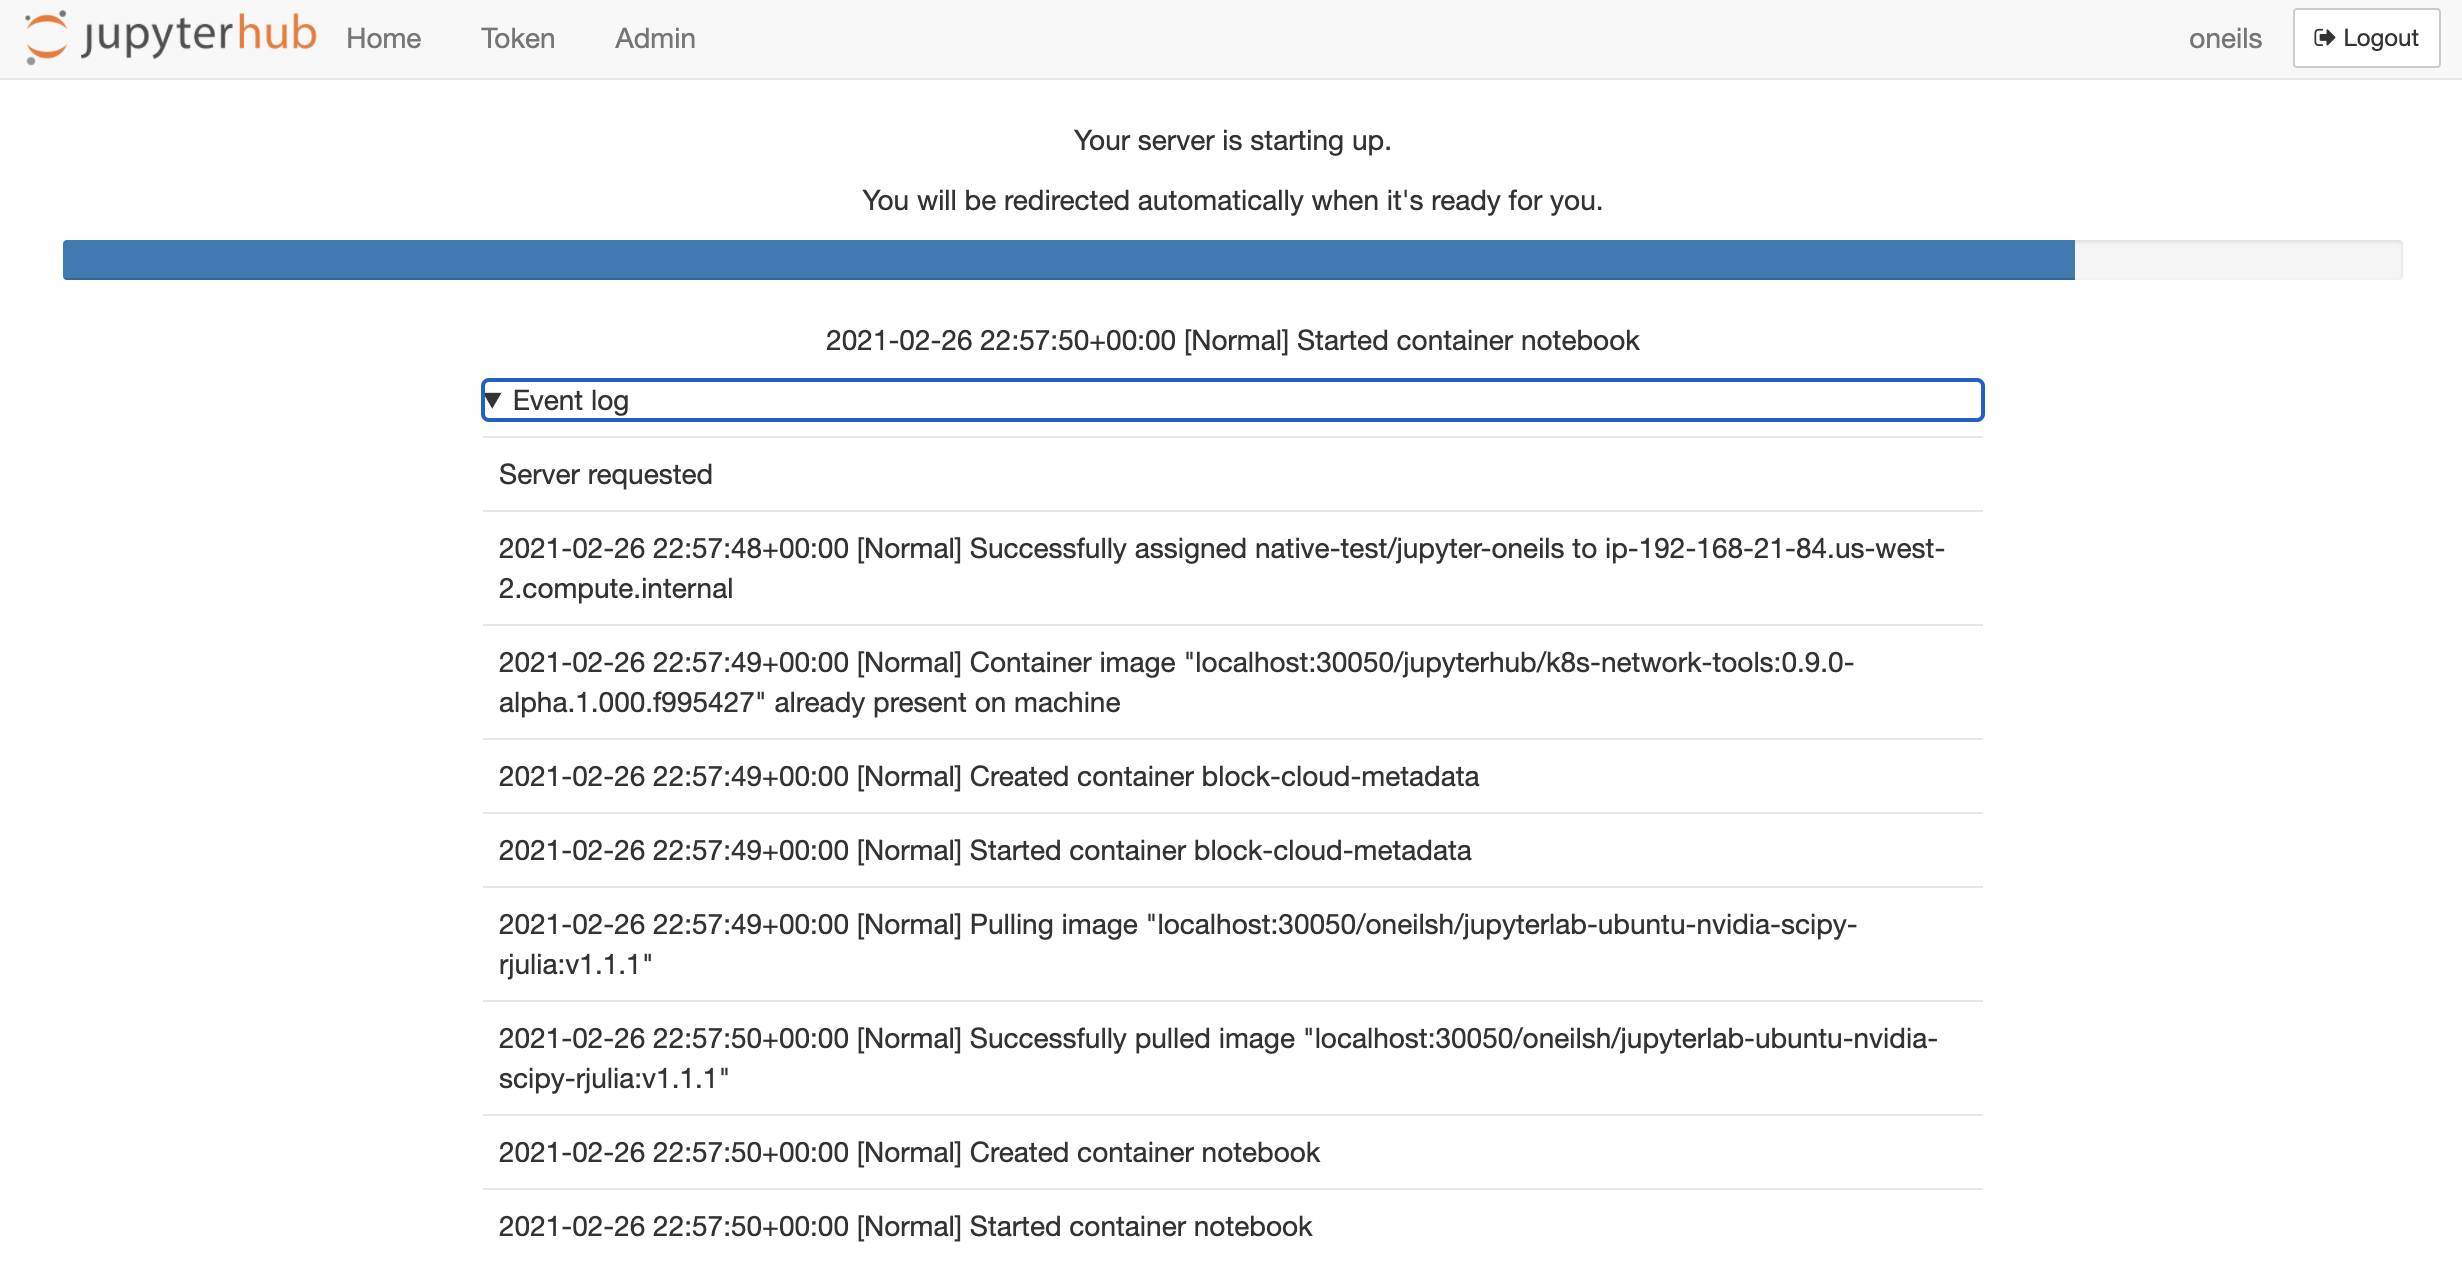 jupyterhub Home Token Admin oneils Logout
Your server is starting up.
You will be redirected automatically when it's ready for you.
2021-02-26 22:57:50+00:00 [Normal] Started container notebook
Event log
Server requested
2021-02-26 22:57:48+00:00 [Normal] Successfully assigned native-test/jupyter-oneils to ip-192-168-21-84.us-west-
2.compute.internal
2021-02-26 22:57:49+00:00 [Normal] Container image "localhost:30050/jupyterhub/k8s-network-tools:0.9.0-
alpha.1.000.f995427" already present on machine
2021-02-26 22:57:49+00:00 [Normal] Created container block-cloud-metadata
2021-02-26 22:57:49+00:00 [Normal] Started container block-cloud-metadata
2021-02-26 22:57:49+00:00 [Normal] Pulling image "localhost:30050/oneilsh/jupyterlab-ubuntu-nvidia-scipy-
rjulia:v1.1.1"
2021-02-26 22:57:50+00:00 [Normal] Successfully pulled image "localhost:30050/oneilsh/jupyterlab-ubuntu-nvidia-
scipy-rjulia:v1.1.1"
2021-02-26 22:57:50+00:00 [Normal] Created container notebook
2021-02-26 22:57:50+00:00 [Normal] Started container notebook